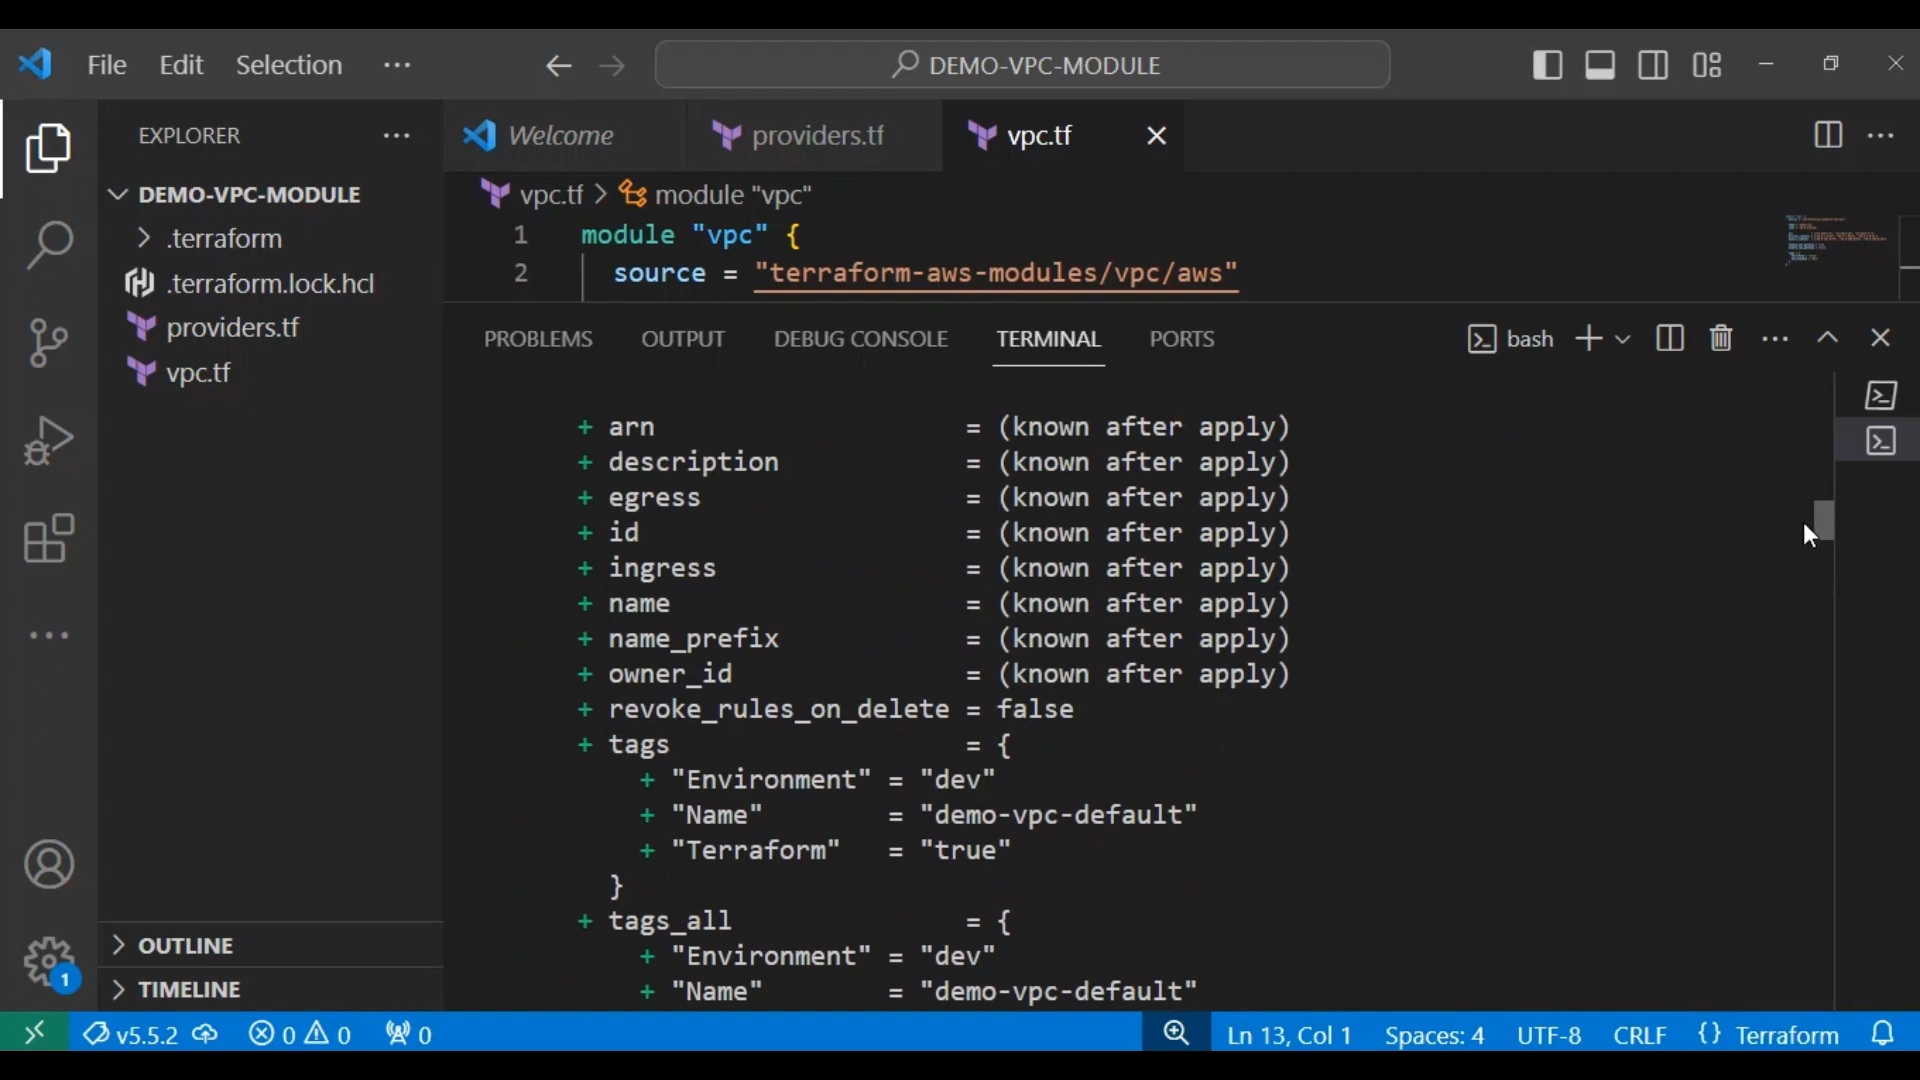 File Edit Selection ···
DEMO-VPC-MODULE
EXPLORER ···
DEMO-VPC-MODULE
.terraform
.terraform.lock.hcl
providers.tf
vpc.tf
OUTLINE
TIMELINE
1
Welcome
providers.tf
vpc.tf
vpc.tf > module "vpc"
1 module "vpc" {
2 source = "terraform-aws-modules/vpc/aws"
PROBLEMS OUTPUT DEBUG CONSOLE TERMINAL PORTS
bash
+ arn = (known after apply)
+ description = (known after apply)
+ egress = (known after apply)
+ id = (known after apply)
+ ingress = (known after apply)
+ name = (known after apply)
+ name_prefix = (known after apply)
+ owner_id = (known after apply)
+ revoke_rules_on_delete = false
+ tags = {
+ "Environment" = "dev"
+ "Name" = "demo-vpc-default"
+ "Terraform" = "true"
}
+ tags_all = {
+ "Environment" = "dev"
+ "Name" = "demo-vpc-default"
v5.5.2 0 0 0 Ln 13, Col 1 Spaces: 4 UTF-8 CRLF {} Terraform